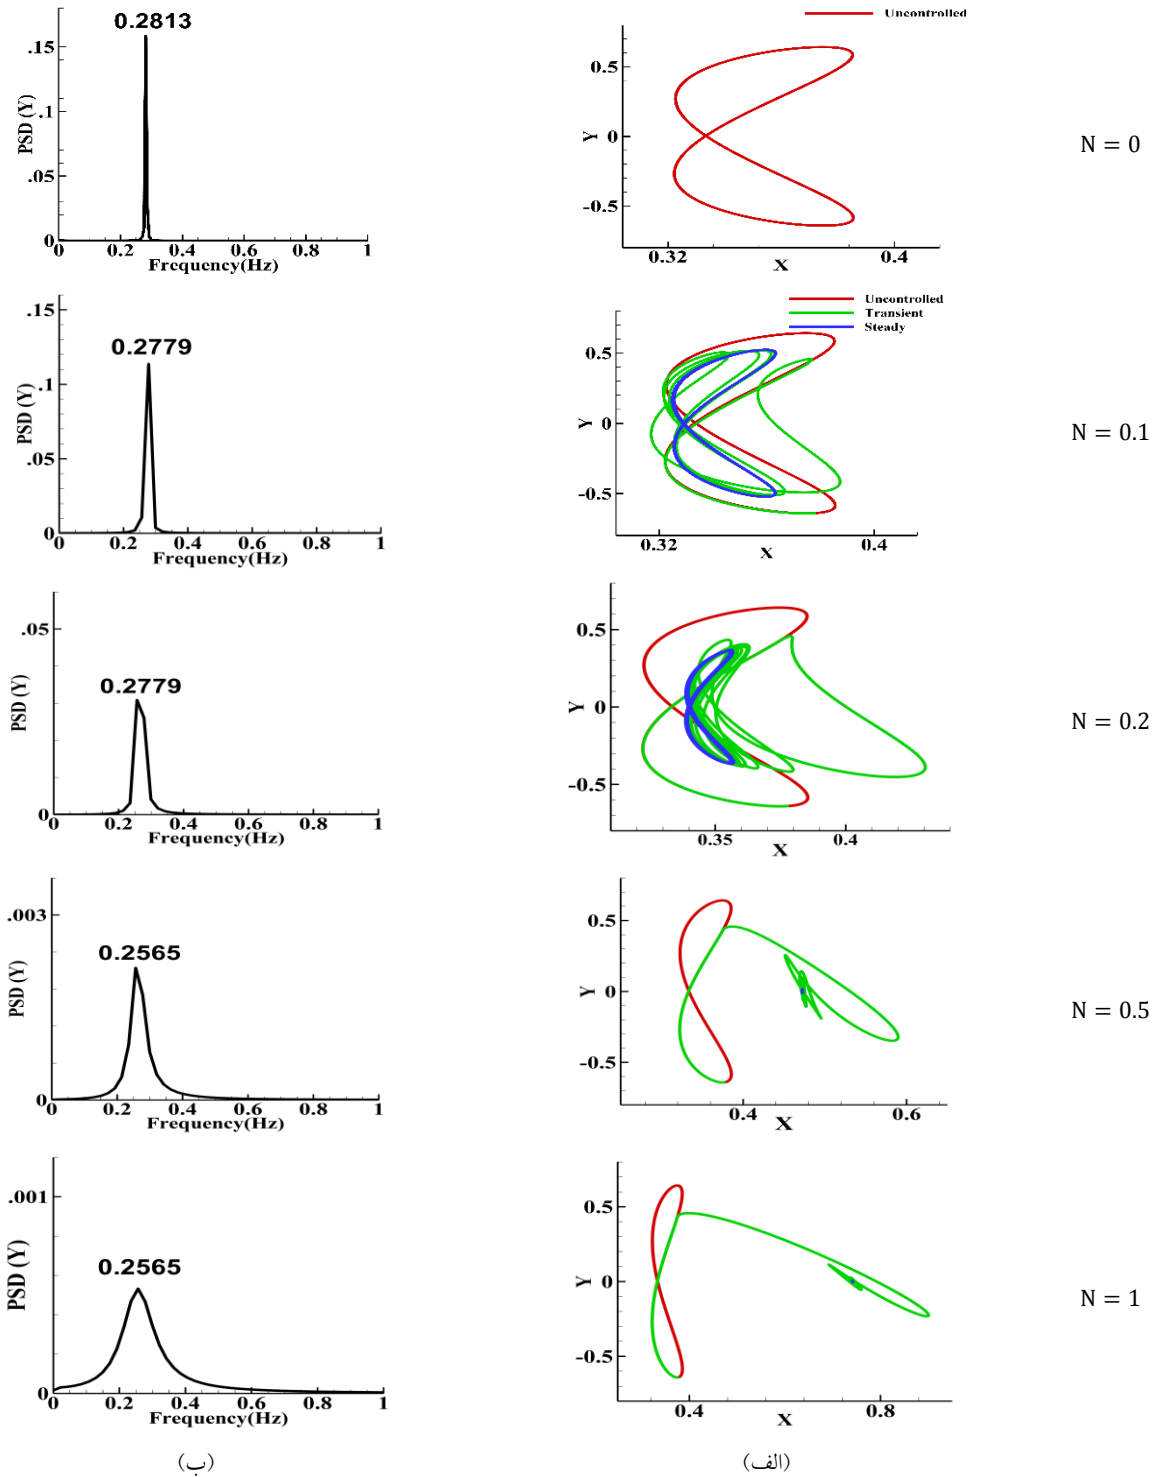 0.2813
.15
.1
.05
0
PSD (Y)
0 0.2 0.4 0.6 0.8 1
Frequency(Hz)
Uncontrolled
0.5
0
-0.5
Y
0.32 0.4
X
N = 0
0.2779
.15
.1
.05
0
PSD (Y)
0 0.2 0.4 0.6 0.8 1
Frequency(Hz)
Uncontrolled
Transient
Steady
0.5
0
-0.5
Y
0.32 0.4
X
N = 0.1
0.2779
.05
0
PSD (Y)
0 0.2 0.4 0.6 0.8 1
Frequency(Hz)
0.5
0
-0.5
Y
0.35 0.4
X
N = 0.2
0.2565
.003
0
PSD (Y)
0 0.2 0.4 0.6 0.8 1
Frequency(Hz)
0.5
0
-0.5
Y
0.4 0.6
X
N = 0.5
0.2565
.001
0
PSD (Y)
0 0.2 0.4 0.6 0.8 1
Frequency(Hz)
0.5
0
-0.5
Y
0.4 0.8
X
N = 1
(الف)
(ب)